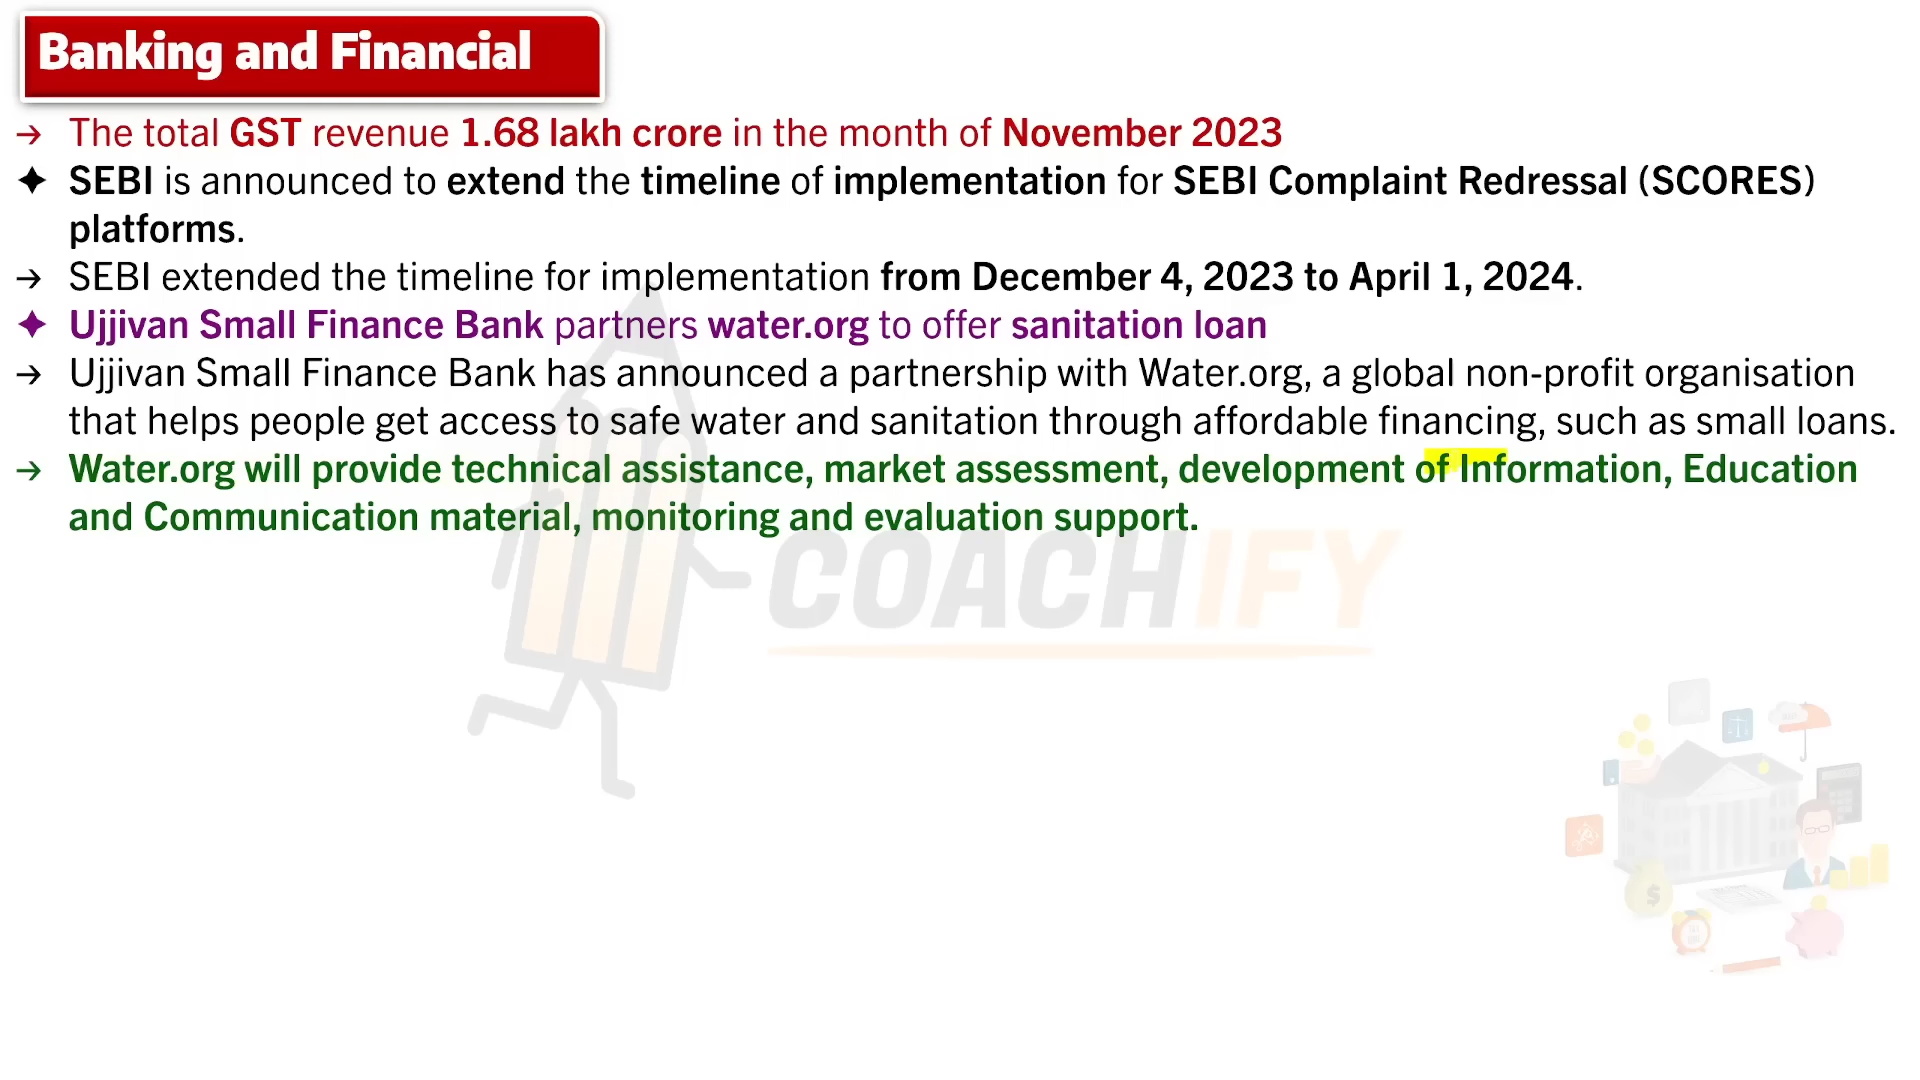 Banking and Financial
→ The total GST revenue 1.68 lakh crore in the month of November 2023
✦ SEBI is announced to extend the timeline of implementation for SEBI Complaint Redressal (SCORES)
platforms.
→ SEBI extended the timeline for implementation from December 4, 2023 to April 1, 2024.
✦ Ujjivan Small Finance Bank partners water.org to offer sanitation loan
→ Ujjivan Small Finance Bank has announced a partnership with Water.org, a global non-profit organisation
that helps people get access to safe water and sanitation through affordable financing, such as small loans.
→ Water.org will provide technical assistance, market assessment, development of Information, Education
and Communication material, monitoring and evaluation support.
COACHIFY
$